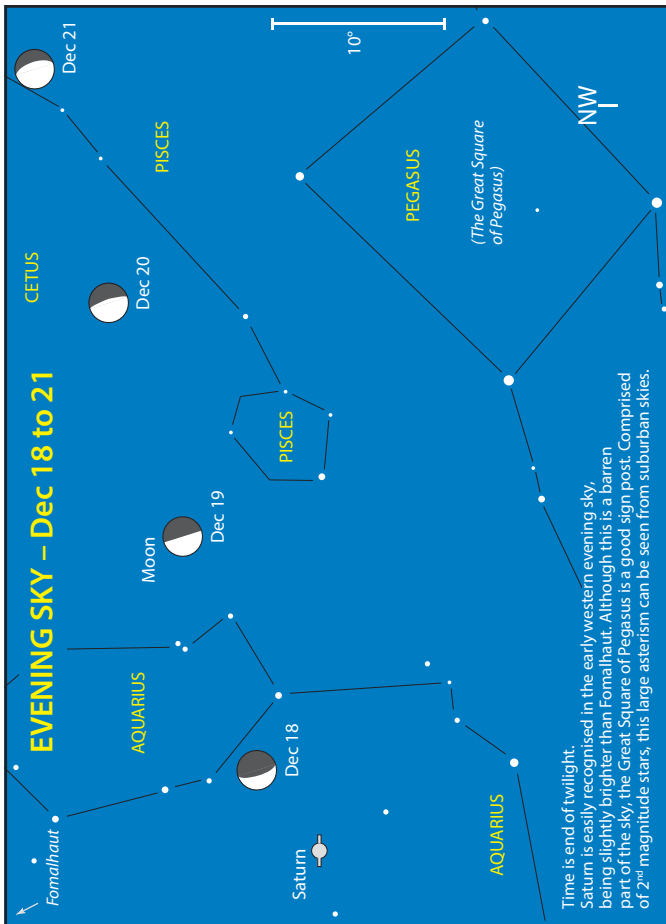 EVENING SKY – Dec 18 to 21
Fomalhaut
AQUARIUS
Moon
Dec 19
CETUS
Dec 20
Dec 21
PISCES
Dec 18
Saturn
PISCES
10°
AQUARIUS
PEGASUS
(The Great Square
of Pegasus)
NW
Time is end of twilight.
Saturn is easily recognised in the early western evening sky,
being slightly brighter than Fomalhaut. Although this is a barren
part of the sky, the Great Square of Pegasus is a good sign post. Comprised
of 2nd magnitude stars, this large asterism can be seen from suburban skies.